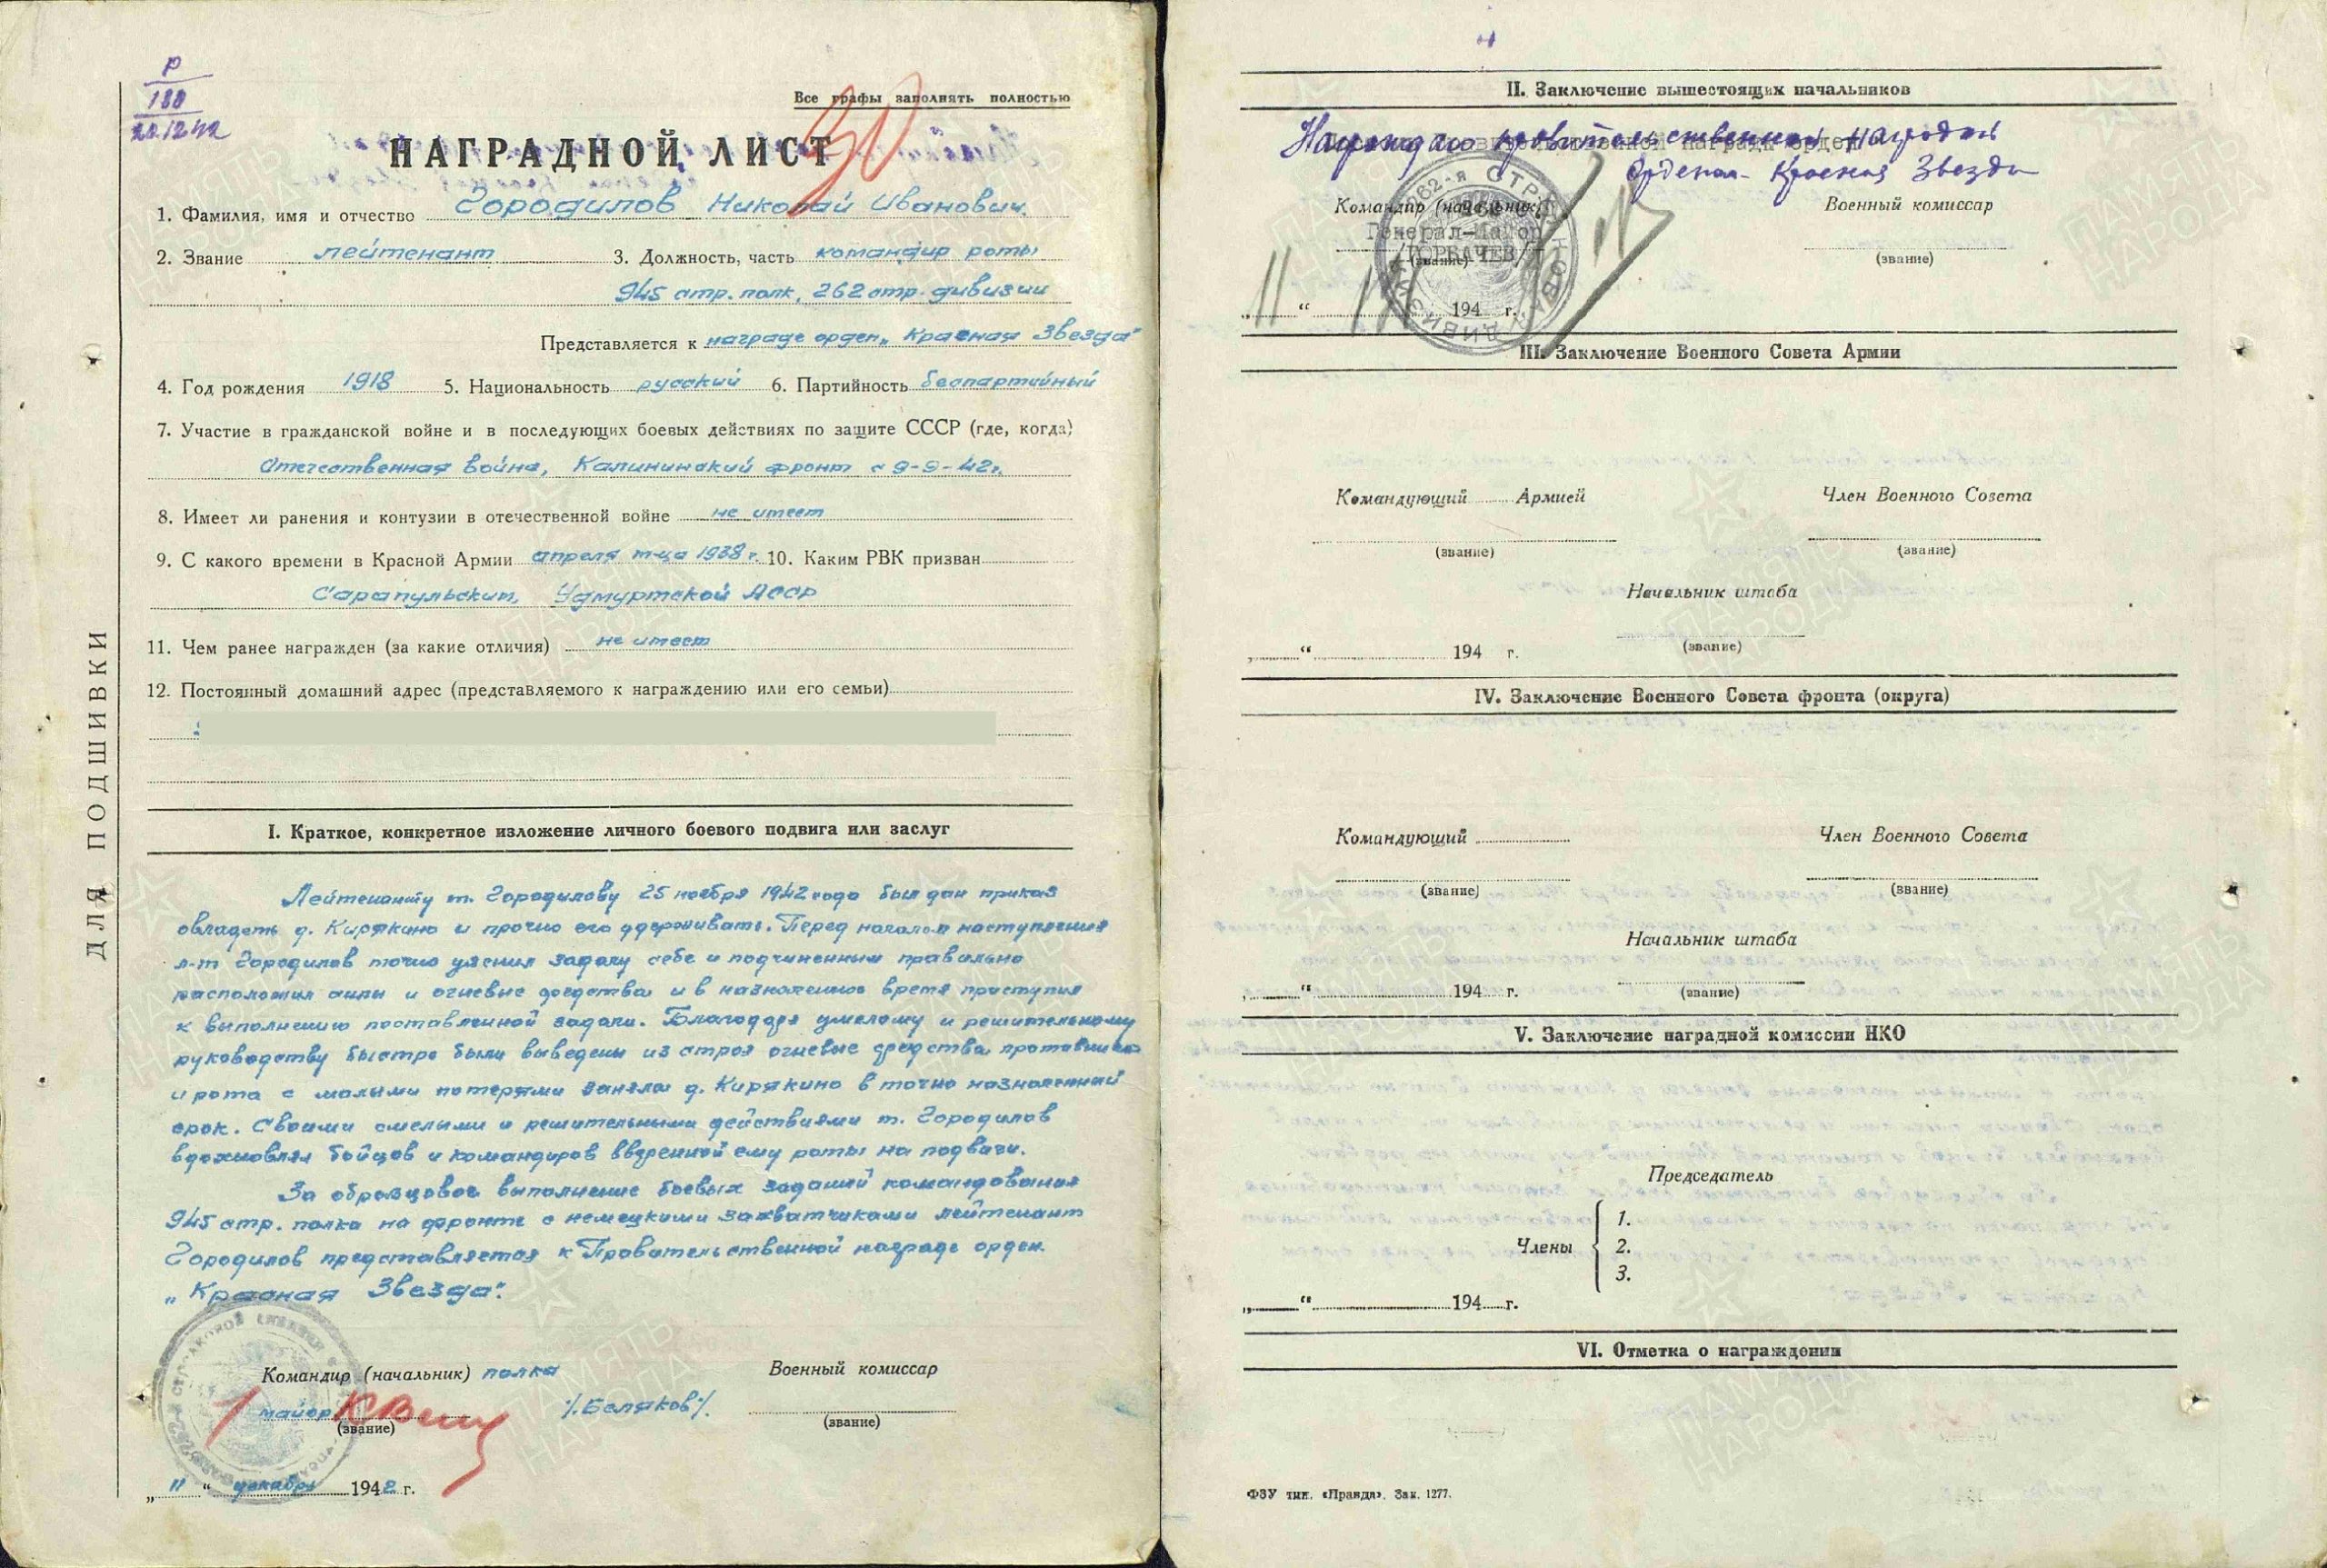 Р
180
20.12.42
Все графы заполнять полностью
НАГРАДНОЙ ЛИСТ
1. Фамилия, имя и отчество Городилов Николай Иванович.
2. Звание лейтенант 3. Должность, часть командир роты
945 стр. полк, 262 стр. дивизии
Представляется к награде орден „Красная Звезда"
4. Год рождения 1918 5. Национальность русский 6. Партийность беспартийный
7. Участие в гражданской войне и в последующих боевых действиях по защите СССР (где, когда)
Отечественная война, Калининский фронт с 9-9-42г.
8. Имеет ли ранения и контузии в отечественной войне не имеет
9. С какого времени в Красной Армии апреля м-ца 1938 г. 10. Каким РВК призван
Сарапульским, Удмуртской АССР
11. Чем ранее награжден (за какие отличия) не имеет
12. Постоянный домашний адрес (представляемого к награждению или его семьи)
ДЛЯ ПОДШИВКИ
I. Краткое, конкретное изложение личного боевого подвига или заслуг
Лейтенанту т. Городилову 25 ноября 1942 года был дан приказ
овладеть д. Кирякино и прочно его удерживать. Перед началом наступления
л-т Городилов точно уяснил задачу себе и подчиненным правильно
расположил силы и огневые средства и в назначенное время приступил
к выполнению поставленной задачи. Благодаря умелому и решительному
руководству быстро были выведены из строя огневые средства противника
и рота с малыми потерями заняла д. Кирякино в точно назначенный
срок. Своими смелыми и решительными действиями т. Городилов
вдохновлял бойцов и командиров вверенной ему роты на подвиги.
За образцовое выполнение боевых заданий командования
945 стр. полка на фронте с немецкими захватчиками лейтенант
Городилов представляется к Правительственной награде орден.
„Красная Звезда".
Командир (начальник) полка Военный комиссар
майор /.Беляков/.
(звание) (звание)
„11" декабря 1942 г.
II. Заключение вышестоящих начальников
Награждаю правительственной наградой
Орденом Красная Звезда
Командир (начальник) Военный комиссар
Генерал-Майор
/ГОРБАЧЕВ/
(звание) (звание)
„ “ 194 г.
III. Заключение Военного Совета Армии
Командующий Армией Член Военного Совета
(звание) (звание)
Начальник штаба
(звание)
„ “ 194 г.
IV. Заключение Военного Совета фронта (округа)
Командующий Член Военного Совета
(звание) (звание)
Начальник штаба
(звание)
„ “ 194 г.
V. Заключение наградной комиссии НКО
Председатель
Члены
1.
2.
3.
„ “ 194 г.
VI. Отметка о награждении
ФЗУ тип. «Правда». Зак. 1277.
ПАМЯТЬ НАРОДА